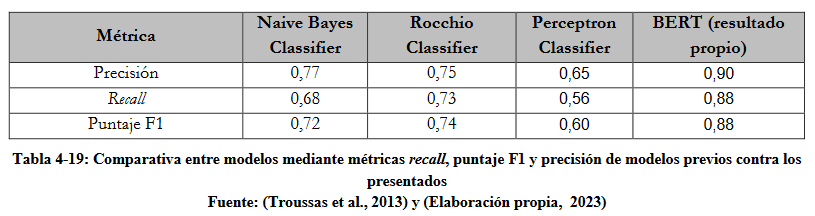 Métrica Naive Bayes Classifier Rocchio Classifier Perceptron Classifier BERT (resultado propio)
Precisión 0,77 0,75 0,65 0,90
Recall 0,68 0,73 0,56 0,88
Puntaje F1 0,72 0,74 0,60 0,88
Tabla 4-19: Comparativa entre modelos mediante métricas recall, puntaje F1 y precisión de modelos previos contra los
presentados
Fuente: (Troussas et al., 2013) y (Elaboración propia, 2023)